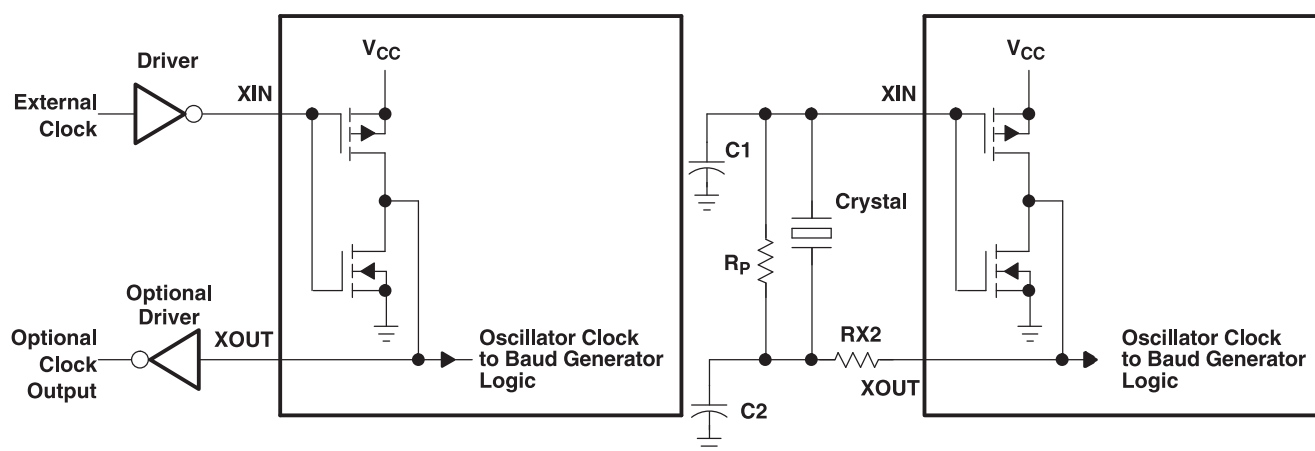 Driver
External
Clock
XIN
VCC
Optional
Driver
Optional
Clock
Output
XOUT
Oscillator Clock
to Baud Generator
Logic
C1
RP
Crystal
RX2
C2
XIN
XOUT
VCC
Oscillator Clock
to Baud Generator
Logic